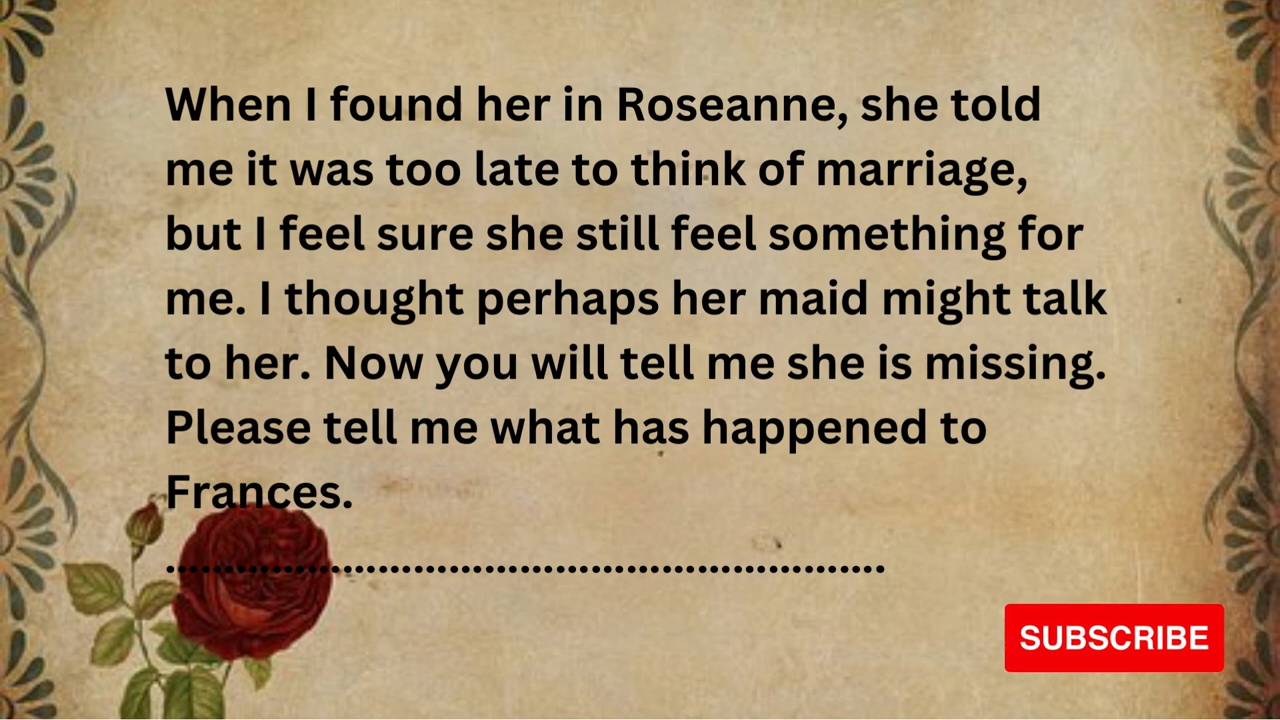 When I found her in Roseanne, she told
me it was too late to think of marriage,
but I feel sure she still feel something for
me. I thought perhaps her maid might talk
to her. Now you will tell me she is missing.
Please tell me what has happened to
Frances.
……………………………………………………….
SUBSCRIBE